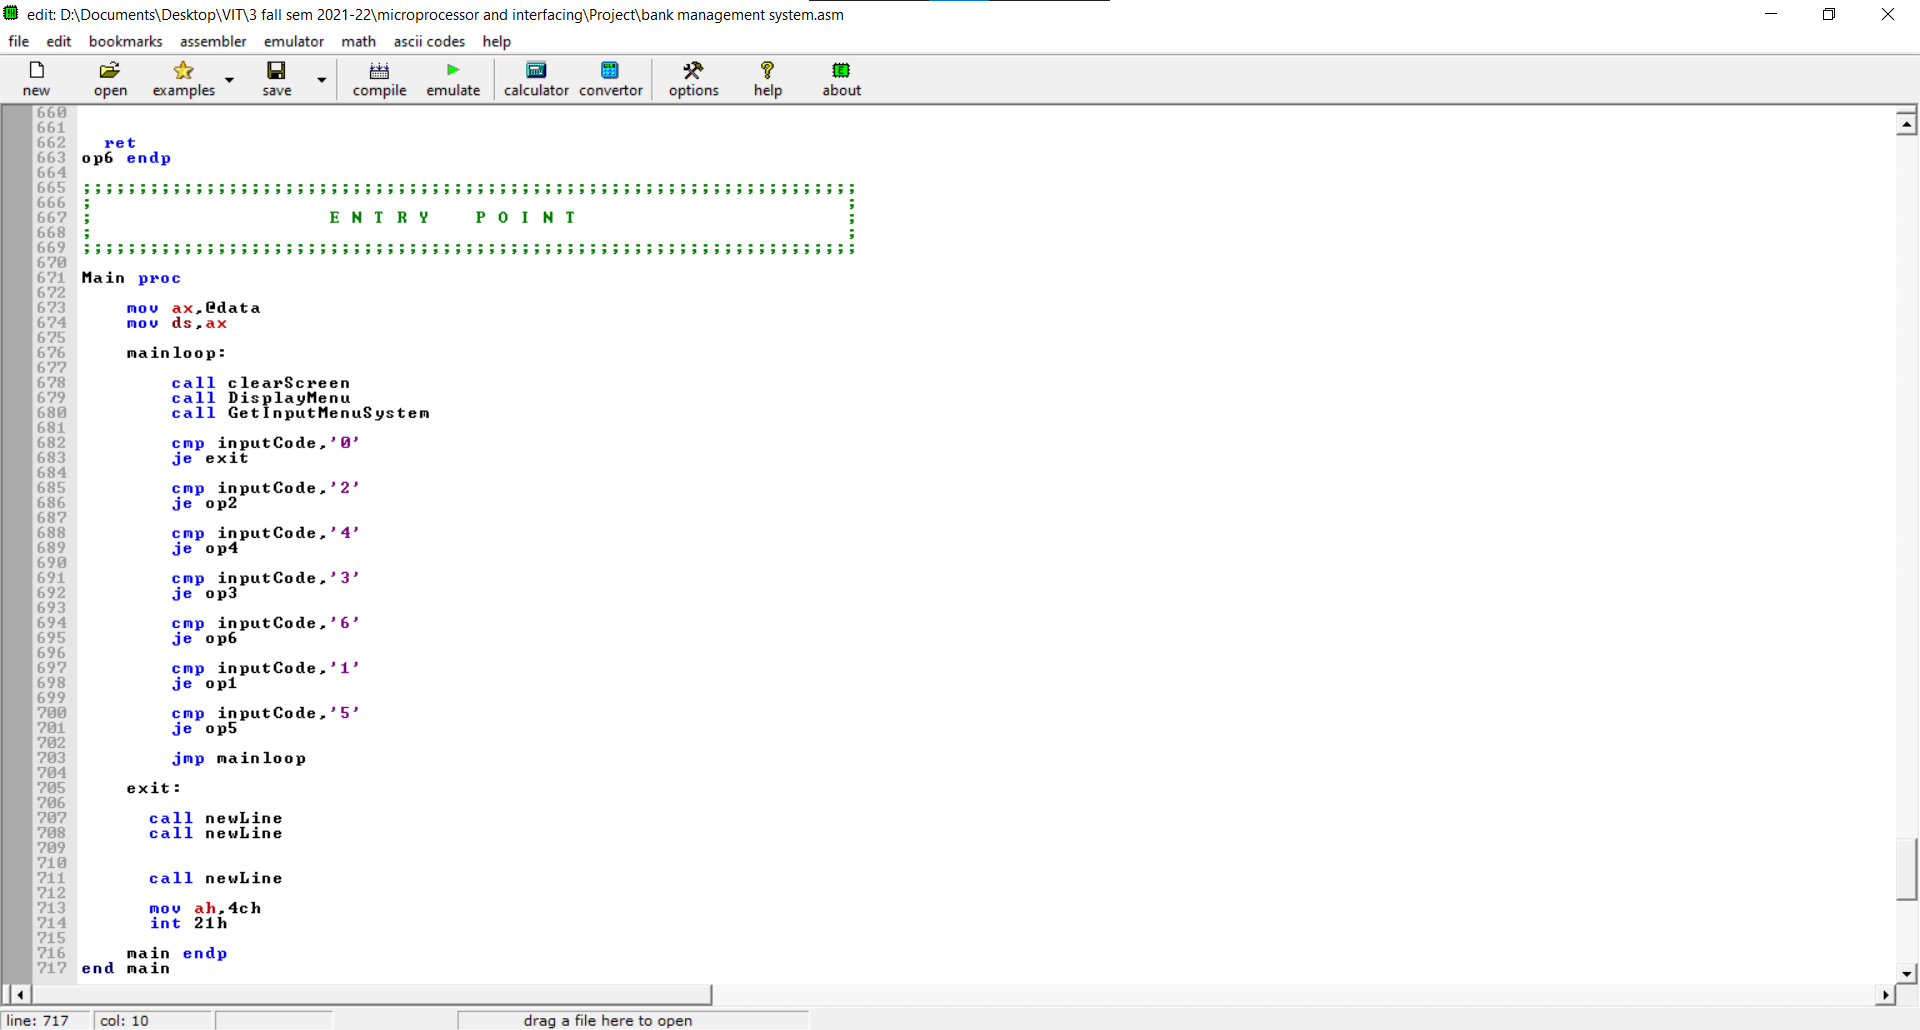 edit: D:\Documents\Desktop\VIT\3 fall sem 2021-22\microprocessor and interfacing\Project\bank management system.asm
file edit bookmarks assembler emulator math ascii codes help
new open examples save compile emulate calculator convertor options help about
660
661
662 ret
663 op6 endp
664
665 ;;;;;;;;;;;;;;;;;;;;;;;;;;;;;;;;;;;;;;;;;;;;;;;;;;;;;;;;;;;;;;;;;;;;;
666 ; ;
667 ; E N T R Y P O I N T ;
668 ; ;
669 ;;;;;;;;;;;;;;;;;;;;;;;;;;;;;;;;;;;;;;;;;;;;;;;;;;;;;;;;;;;;;;;;;;;;;
670
671 Main proc
672
673 mov ax,@data
674 mov ds,ax
675
676 mainloop:
677
678 call clearScreen
679 call DisplayMenu
680 call GetInputMenuSystem
681
682 cmp inputCode,'0'
683 je exit
684
685 cmp inputCode,'2'
686 je op2
687
688 cmp inputCode,'4'
689 je op4
690
691 cmp inputCode,'3'
692 je op3
693
694 cmp inputCode,'6'
695 je op6
696
697 cmp inputCode,'1'
698 je op1
699
700 cmp inputCode,'5'
701 je op5
702
703 jmp mainloop
704
705 exit:
706
707 call newLine
708 call newLine
709
710
711 call newLine
712
713 mov ah,4ch
714 int 21h
715
716 main endp
717 end main
line: 717 col: 10 drag a file here to open